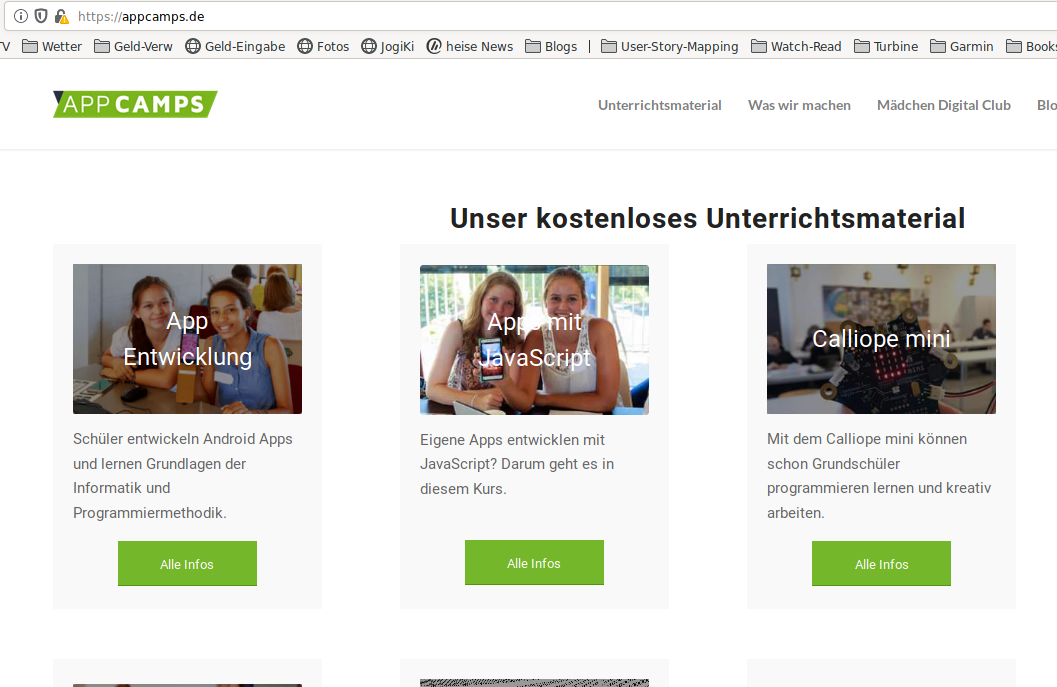 https://appcamps.de
TV Wetter Geld-Verw Geld-Eingabe Fotos JogiKi heise News Blogs | User-Story-Mapping Watch-Read Turbine Garmin Books
APP CAMPS
Unterrichtsmaterial Was wir machen Mädchen Digital Club Blo
Unser kostenloses Unterrichtsmaterial
App
Entwicklung
Schüler entwickeln Android Apps
und lernen Grundlagen der
Informatik und
Programmiermethodik.
Alle Infos
Apps mit
JavaScript
Eigene Apps entwicklen mit
JavaScript? Darum geht es in
diesem Kurs.
Alle Infos
Calliope mini
Mit dem Calliope mini können
schon Grundschüler
programmieren lernen und kreativ
arbeiten.
Alle Infos